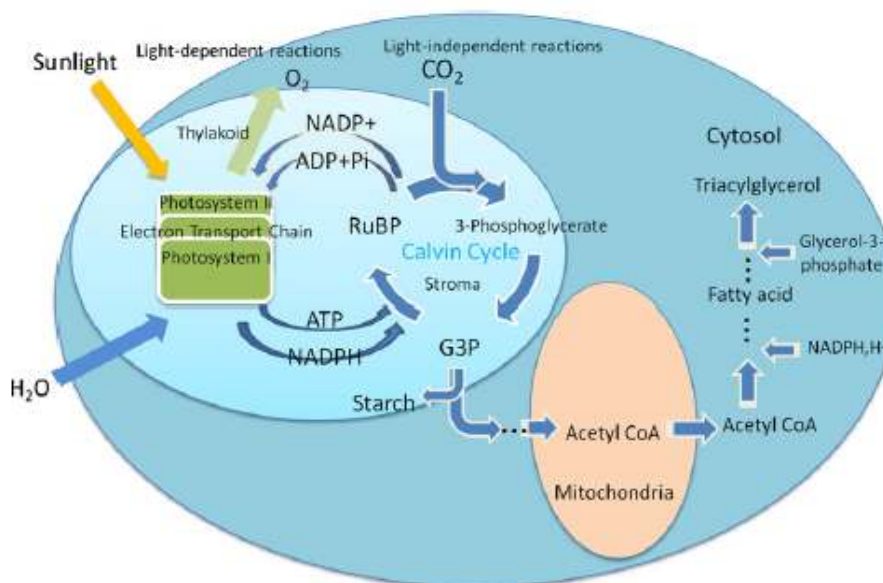 Light-dependent reactions
Light-independent reactions
Sunlight
O₂
CO₂
Thylakoid
NADP+
Cytosol
ADP+Pi
Triacylglycerol
Photosystem II
Electron Transport Chain
RuBP
3-Phosphoglycerate
Photosystem I
Calvin Cycle
Glycerol-3-
phosphate
Stroma
Fatty acid
ATP
NADPH
G3P
NADPH,H
H₂O
Starch
Acetyl CoA
Acetyl CoA
Mitochondria